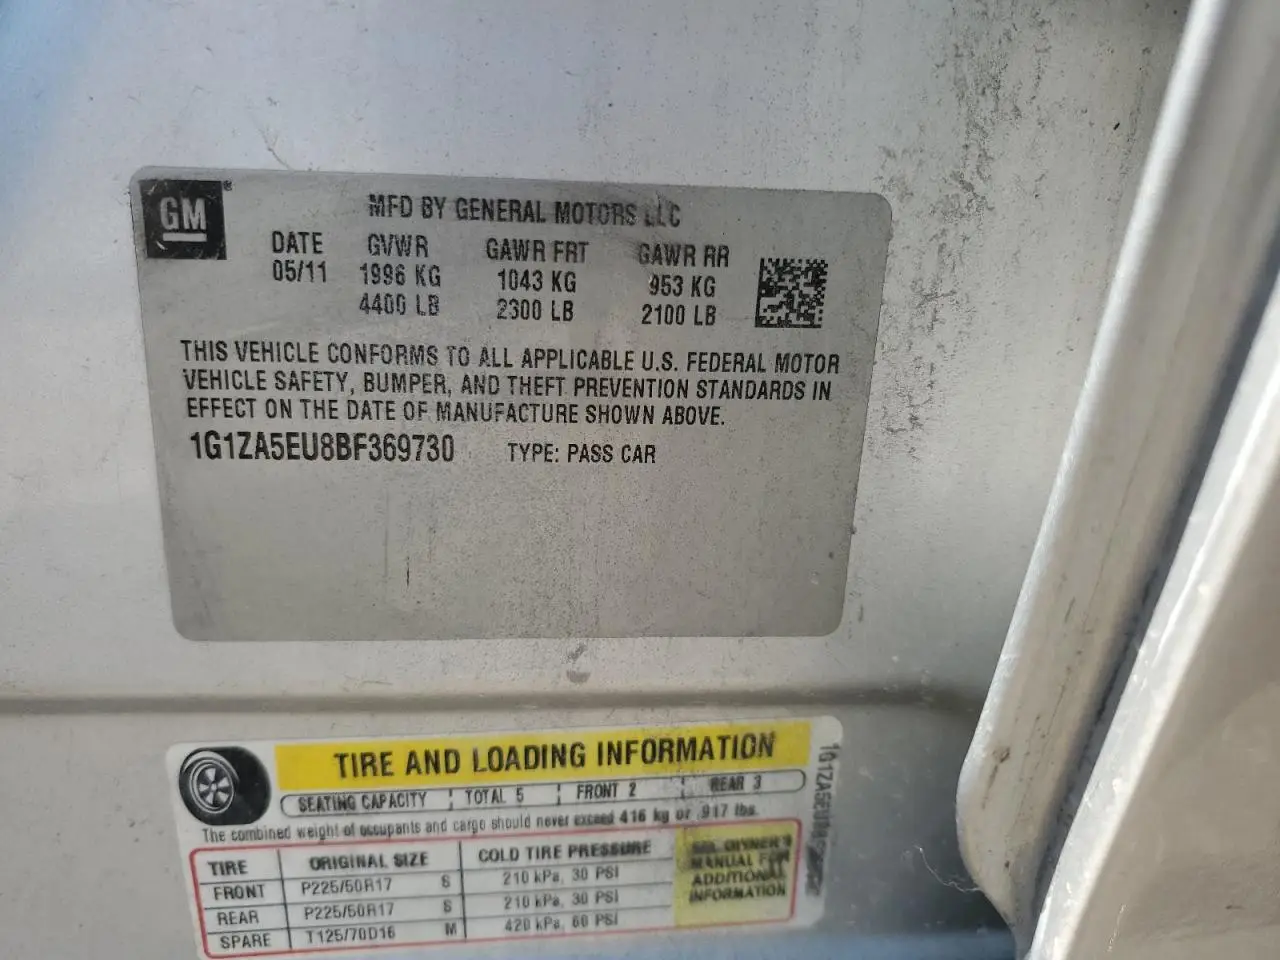 GM®
MFD BY GENERAL MOTORS LLC
DATE GVWR GAWR FRT GAWR RR
05/11 1996 KG 1043 KG 953 KG
4400 LB 2300 LB 2100 LB
THIS VEHICLE CONFORMS TO ALL APPLICABLE U.S. FEDERAL MOTOR
VEHICLE SAFETY, BUMPER, AND THEFT PREVENTION STANDARDS IN
EFFECT ON THE DATE OF MANUFACTURE SHOWN ABOVE.
1G1ZA5EU8BF369730 TYPE: PASS CAR
TIRE AND LOADING INFORMATION
SEATING CAPACITY TOTAL 5 FRONT 2 REAR 3
The combined weight of occupants and cargo should never exceed 416 kg or 917 lbs.
TIRE ORIGINAL SIZE COLD TIRE PRESSURE
FRONT P225/50R17 S 210 kPa, 30 PSI
REAR P225/50R17 S 210 kPa, 30 PSI
SPARE T125/70D16 M 420 kPa, 60 PSI
SEE OWNER'S
MANUAL FOR
ADDITIONAL
INFORMATION